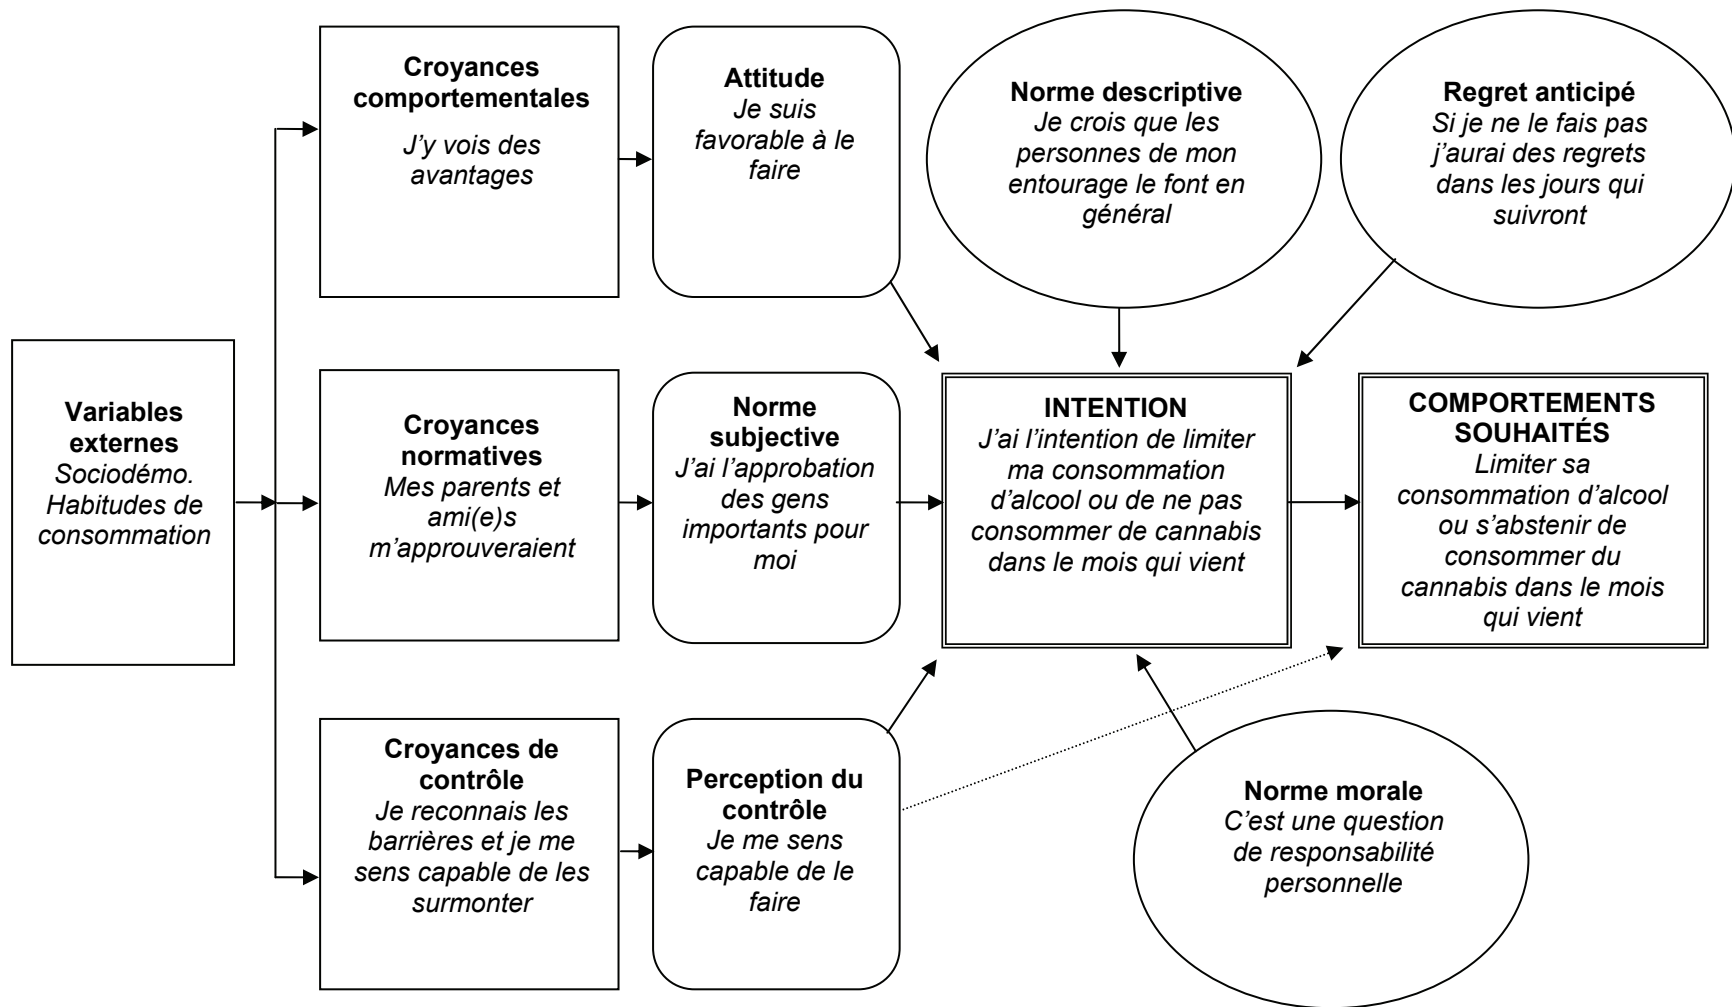 Croyances
comportementales
J'y vois des
avantages
Attitude
Je suis
favorable à le
faire
Norme descriptive
Je crois que les
personnes de mon
entourage le font en
général
Regret anticipé
Si je ne le fais pas
j'aurai des regrets
dans les jours qui
suivront
Variables
externes
Sociodémo.
Habitudes de
consommation
Croyances
normatives
Mes parents et
ami(e)s
m'approuveraient
Norme
subjective
J'ai l'approbation
des gens
importants pour
moi
INTENTION
J'ai l'intention de limiter
ma consommation
d'alcool ou de ne pas
consommer de cannabis
dans le mois qui vient
COMPORTEMENTS
SOUHAITÉS
Limiter sa
consommation d'alcool
ou s'abstenir de
consommer du
cannabis dans le mois
qui vient
Croyances de
contrôle
Je reconnais les
barrières et je me
sens capable de les
surmonter
Perception du
contrôle
Je me sens
capable de le
faire
Norme morale
C'est une question
de responsabilité
personnelle